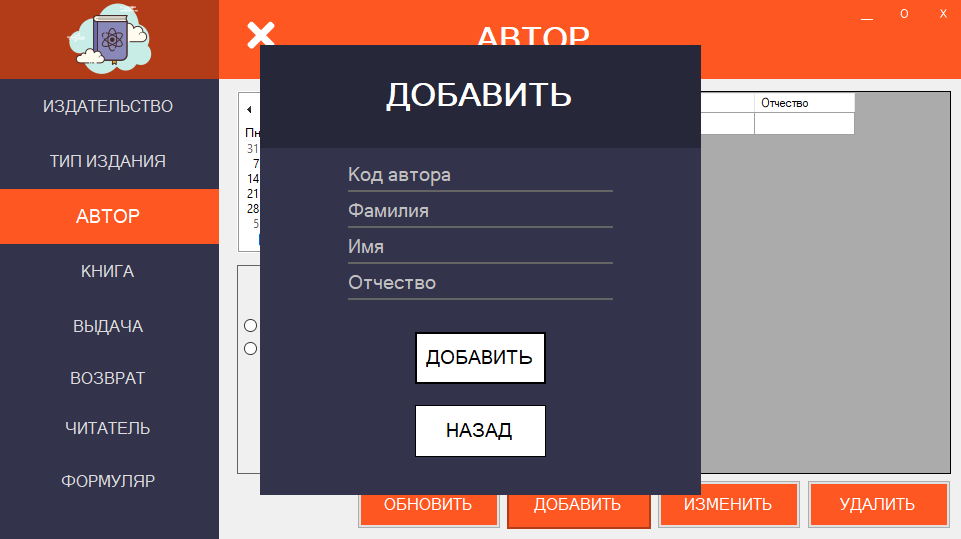 АВТОР
__ O X
ИЗДАТЕЛЬСТВО
ТИП ИЗДАНИЯ
АВТОР
КНИГА
ВЫДАЧА
ВОЗВРАТ
ЧИТАТЕЛЬ
ФОРМУЛЯР
Пн
31
7
14
21
28
5
Отчество
ДОБАВИТЬ
Код автора
Фамилия
Имя
Отчество
ДОБАВИТЬ
НАЗАД
ОБНОВИТЬ
ДОБАВИТЬ
ИЗМЕНИТЬ
УДАЛИТЬ